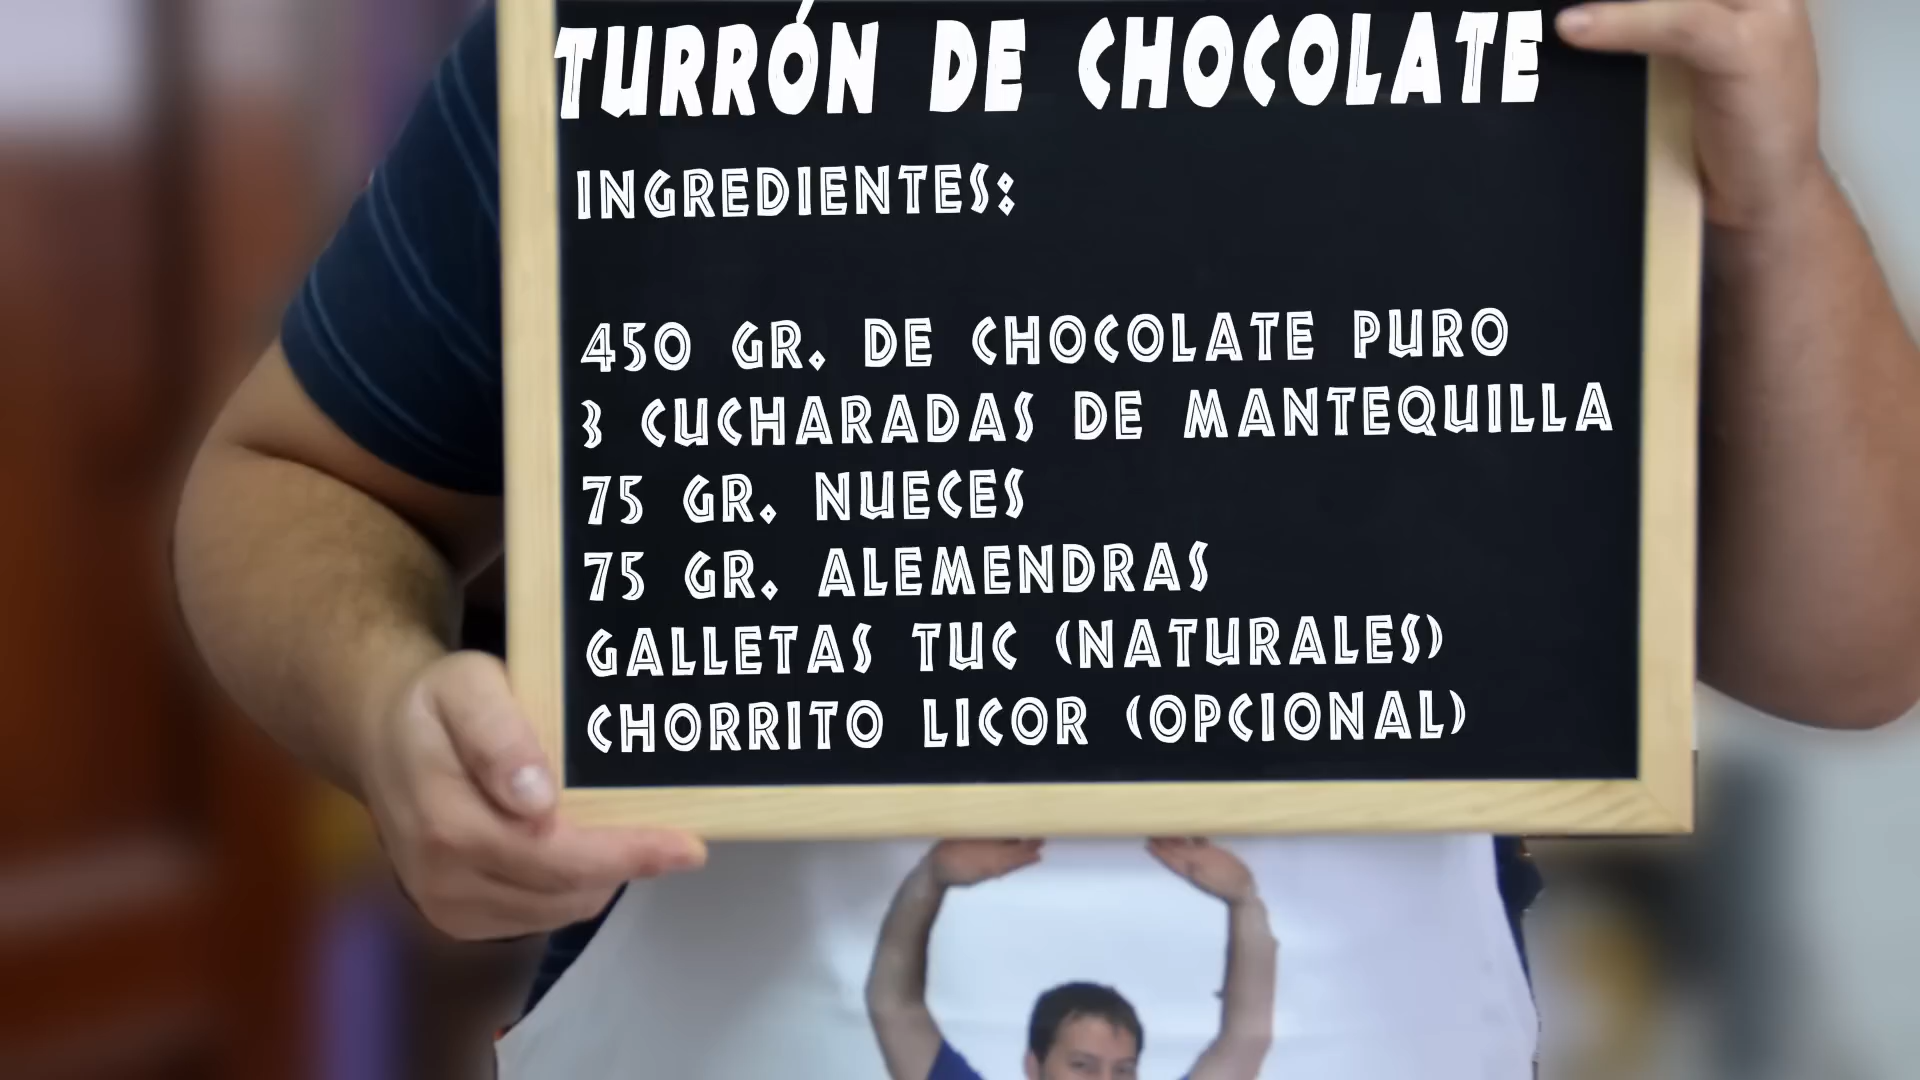 TURRÓN DE CHOCOLATE
INGREDIENTES:
450 GR. DE CHOCOLATE PURO
3 CUCHARADAS DE MANTEQUILLA
75 GR. NUECES
75 GR. ALEMENDRAS
GALLETAS TUC (NATURALES)
CHORRITO LICOR (OPCIONAL)